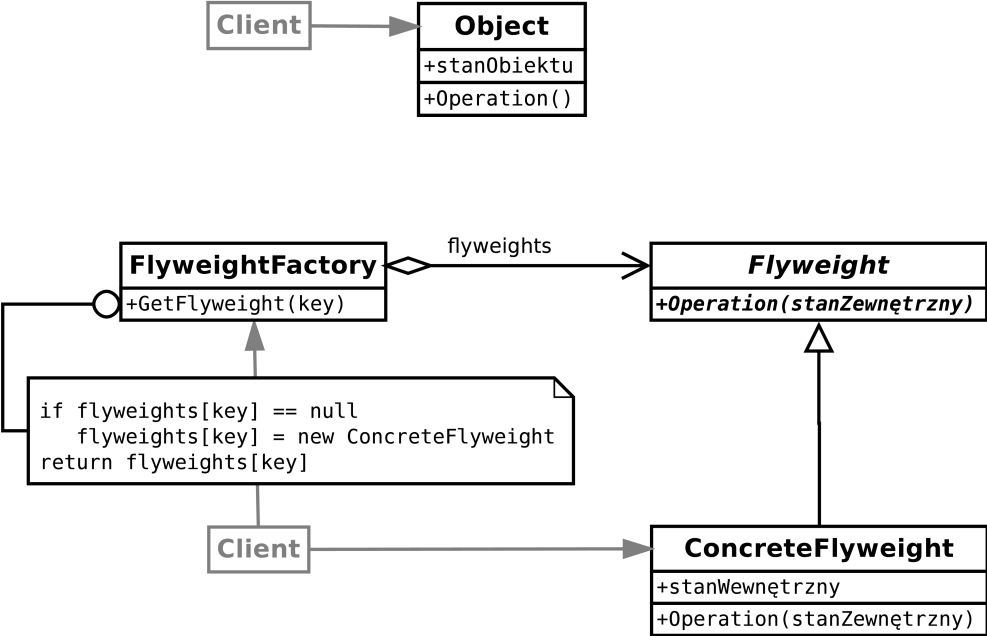 Client
Object
+stanObiektu
+Operation()
flyweights
FlyweightFactory
+GetFlyweight(key)
Flyweight
+Operation(stanZewnętrzny)
if flyweights[key] == null
   flyweights[key] = new ConcreteFlyweight
return flyweights[key]
Client
ConcreteFlyweight
+stanWewnętrzny
+Operation(stanZewnętrzny)